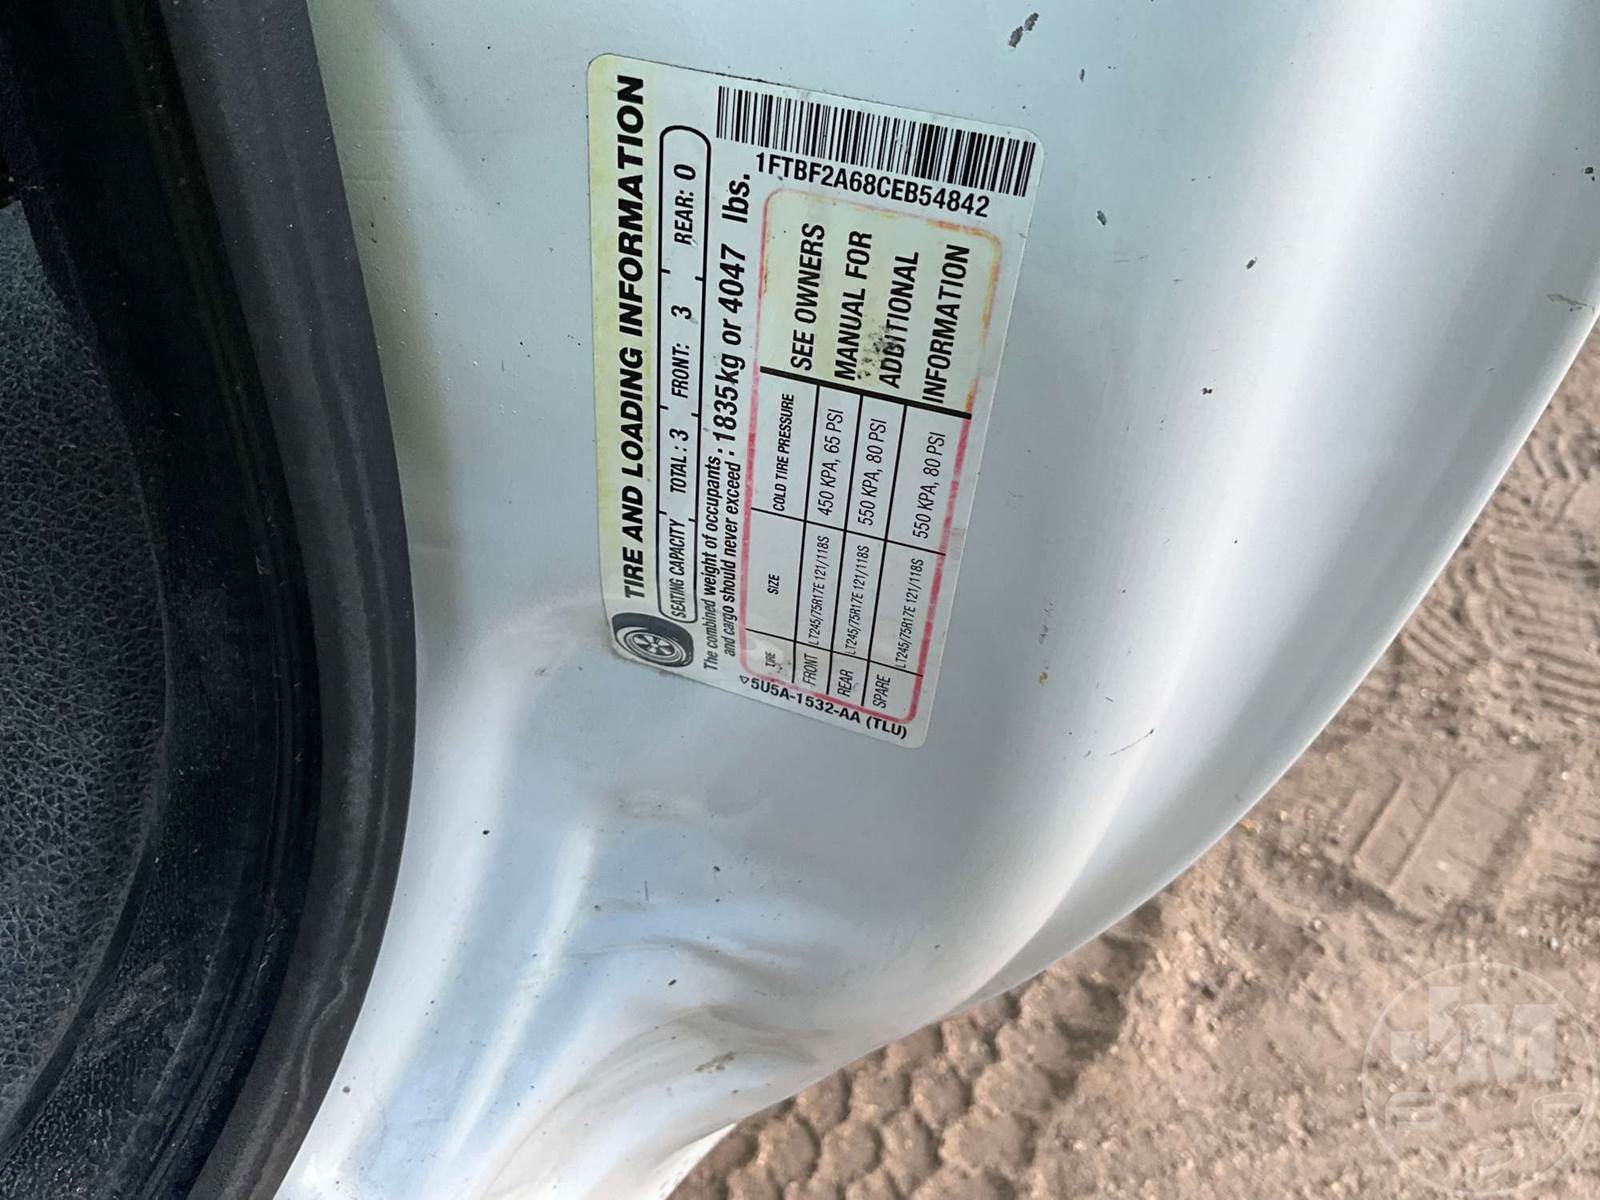 TIRE AND LOADING INFORMATION
SEATING CAPACITY TOTAL: 3 FRONT: 3 REAR: 0
The combined weight of occupants
and cargo should never exceed : 1835kg or 4047 lbs.
TIRE SIZE COLD TIRE PRESSURE
FRONT LT245/75R17E 121/118S 450 KPA, 65 PSI
REAR LT245/75R17E 121/118S 550 KPA, 80 PSI
SPARE LT245/75R17E 121/118S 550 KPA, 80 PSI
SEE OWNERS
MANUAL FOR
ADDITIONAL
INFORMATION
5U5A-1532-AA (TLU)
1FTBF2A68CEB54842
J&M